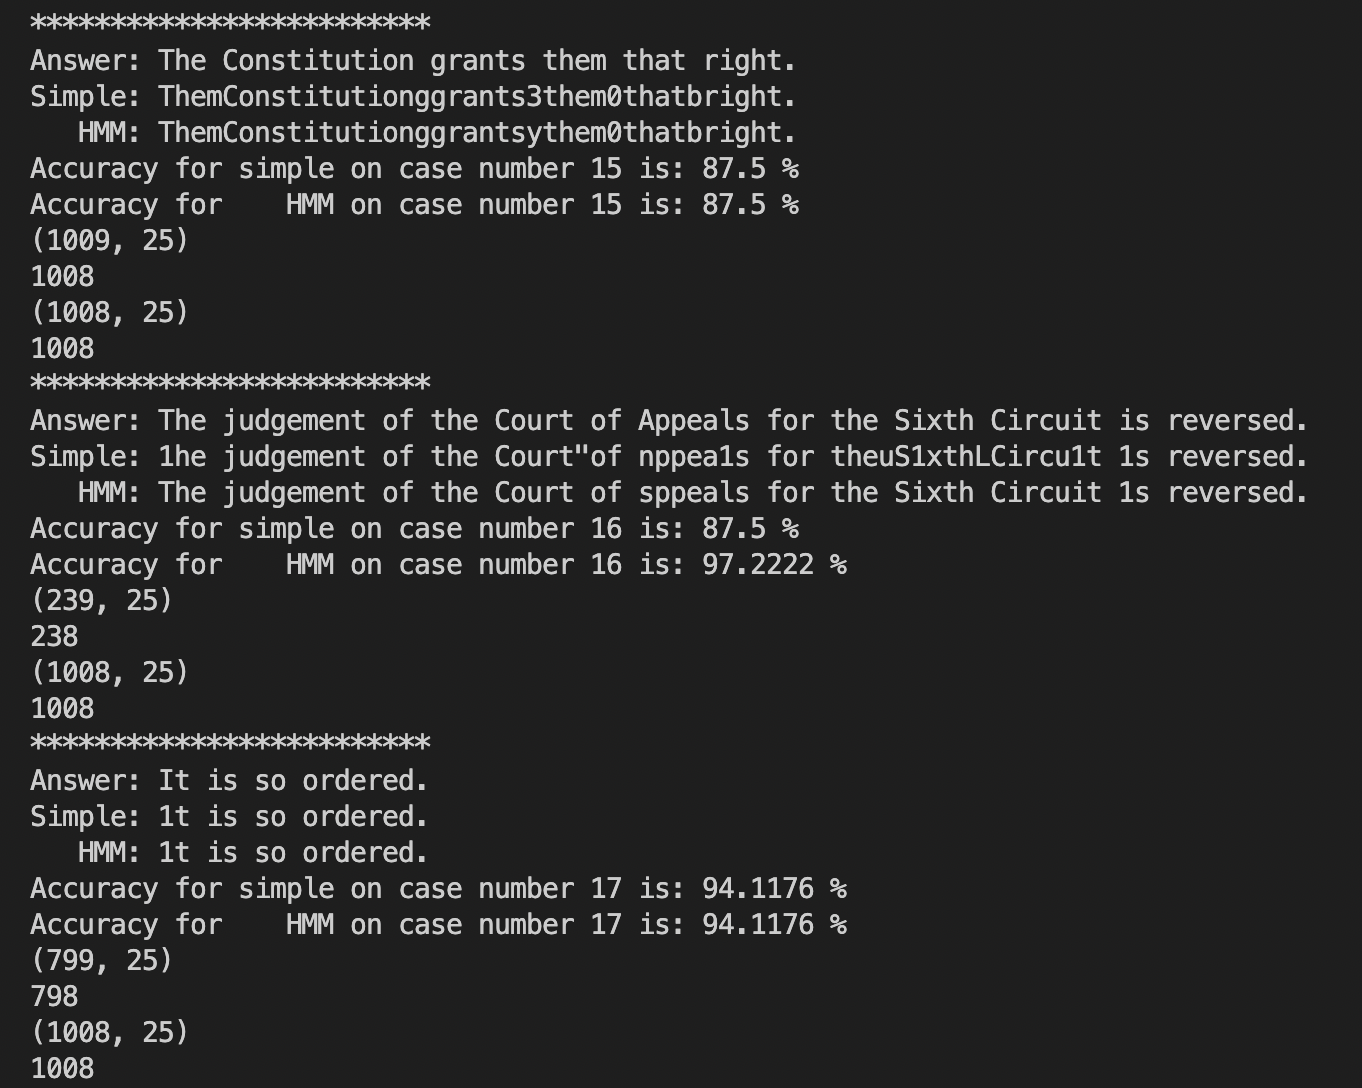 *************************
Answer: The Constitution grants them that right.
Simple: ThemConstitutionggrants3them0thatbright.
   HMM: ThemConstitutionggrantsythem0thatbright.
Accuracy for simple on case number 15 is: 87.5 %
Accuracy for    HMM on case number 15 is: 87.5 %
(1009, 25)
1008
(1008, 25)
1008
*************************
Answer: The judgement of the Court of Appeals for the Sixth Circuit is reversed.
Simple: 1he judgement of the Court"of nppea1s for theuS1xthLCircu1t 1s reversed.
   HMM: The judgement of the Court of sppeals for the Sixth Circuit 1s reversed.
Accuracy for simple on case number 16 is: 87.5 %
Accuracy for    HMM on case number 16 is: 97.2222 %
(239, 25)
238
(1008, 25)
1008
*************************
Answer: It is so ordered.
Simple: 1t is so ordered.
   HMM: 1t is so ordered.
Accuracy for simple on case number 17 is: 94.1176 %
Accuracy for    HMM on case number 17 is: 94.1176 %
(799, 25)
798
(1008, 25)
1008